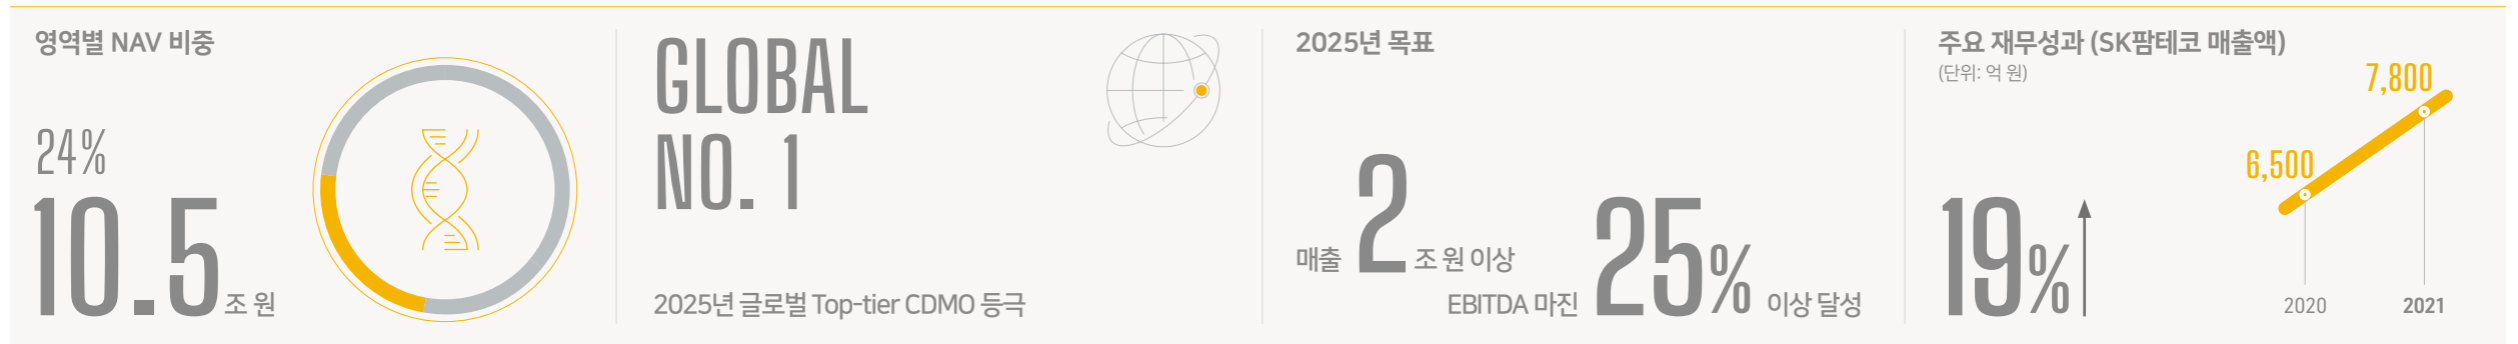 영역별 NAV 비중
24%
10.5조 원
GLOBAL
NO. 1
2025년 글로벌 Top-tier CDMO 등극
2025년 목표
매출 2조 원 이상
EBITDA 마진 25% 이상 달성
주요 재무성과 (SK팜테코 매출액)
(단위: 억 원)
19%
7,800
6,500
2020
2021